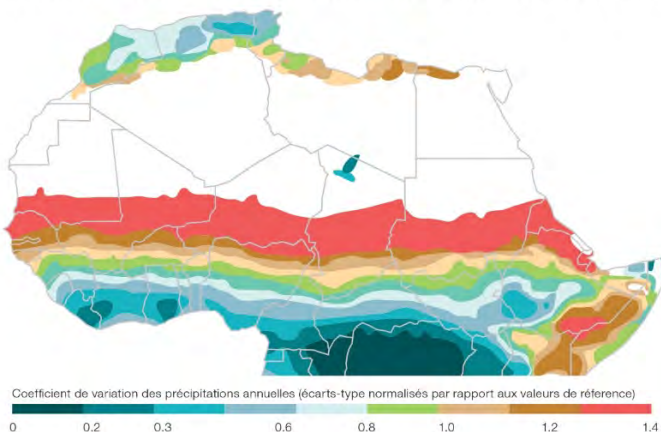 Coefficient de variation des précipitations annuelles (écarts-type normalisés par rapport aux valeurs de réference)
0 0.2 0.3 0.6 0.8 1.0 1.2 1.4